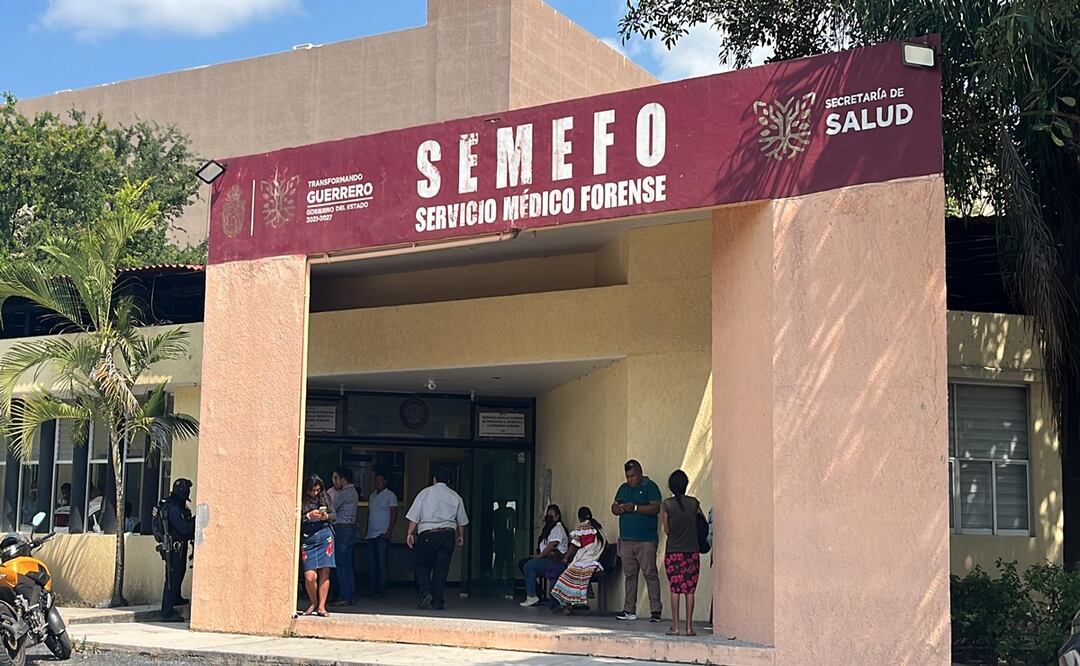 TRANSFORMANDO
GUERRERO
GOBIERNO DEL ESTADO
2021-2027
SEMEFO
SERVICIO MÉDICO FORENSE
SECRETARÍA DE
SALUD